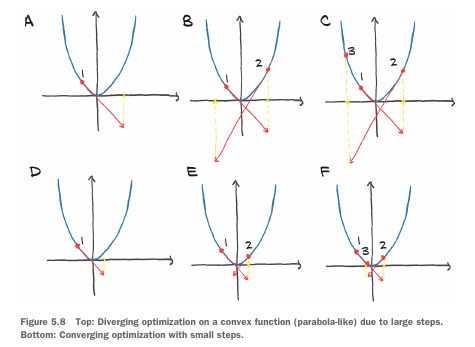 A
B
C
1
1
2
3
1
2
D
E
F
1
1
2
1
3
2
Figure 5.8 Top: Diverging optimization on a convex function (parabola-like) due to large steps.
Bottom: Converging optimization with small steps.